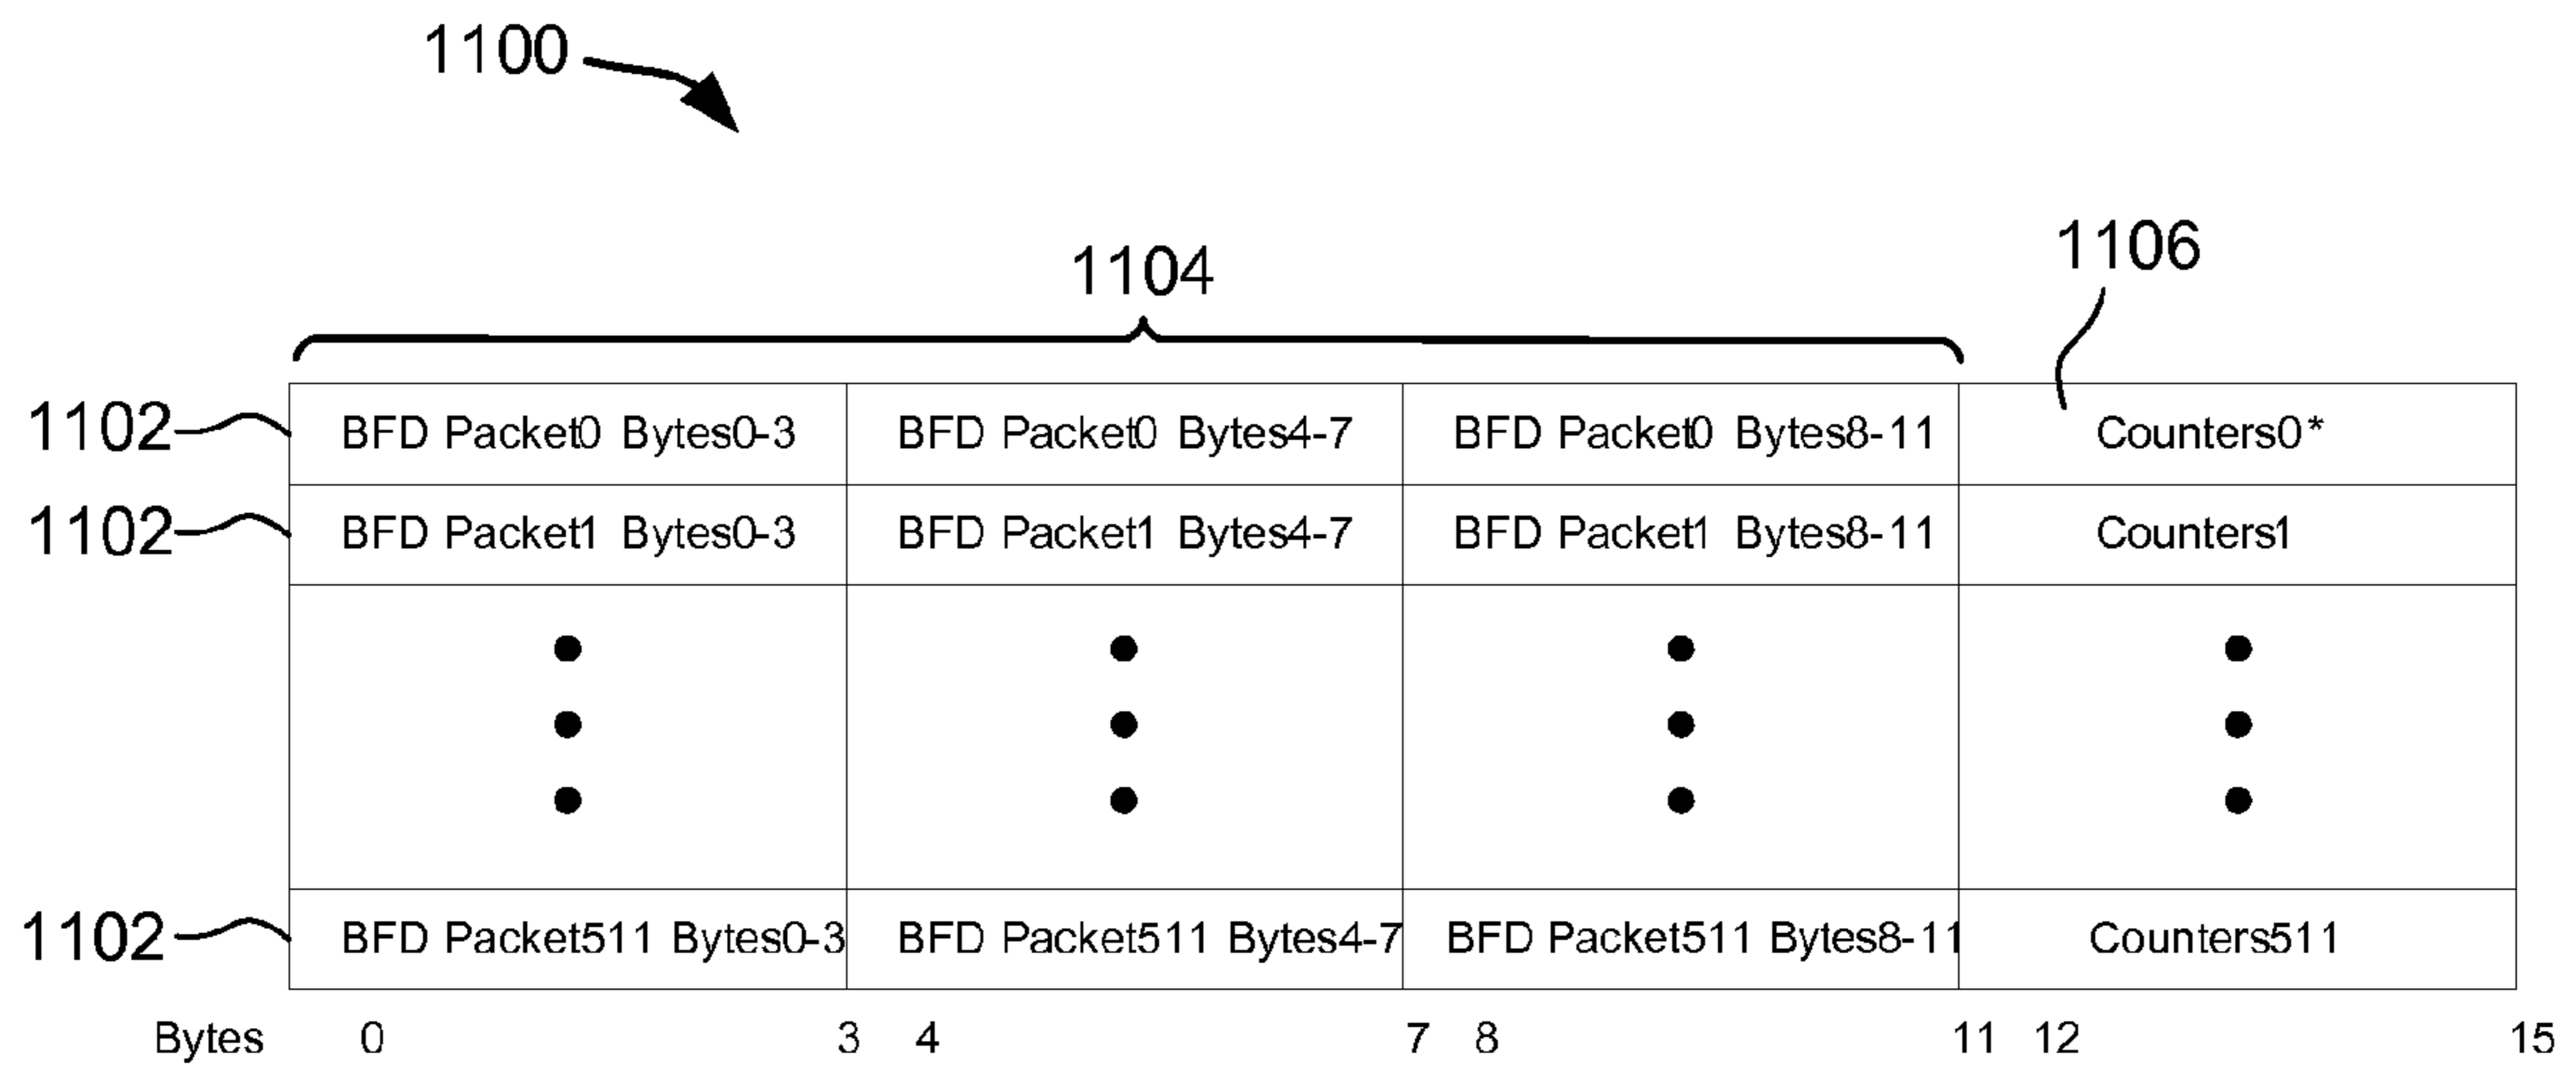 1100
1106
1104
1102 BFD Packet0 Bytes0-3 BFD Packet0 Bytes4-7 BFD Packet0 Bytes8-11 Counters0*
1102 BFD Packet1 Bytes0-3 BFD Packet1 Bytes4-7 BFD Packet1 Bytes8-11 Counters1
1102 BFD Packet511 Bytes0-3 BFD Packet511 Bytes4-7 BFD Packet511 Bytes8-11 Counters511
Bytes 0 3 4 7 8 11 12 15